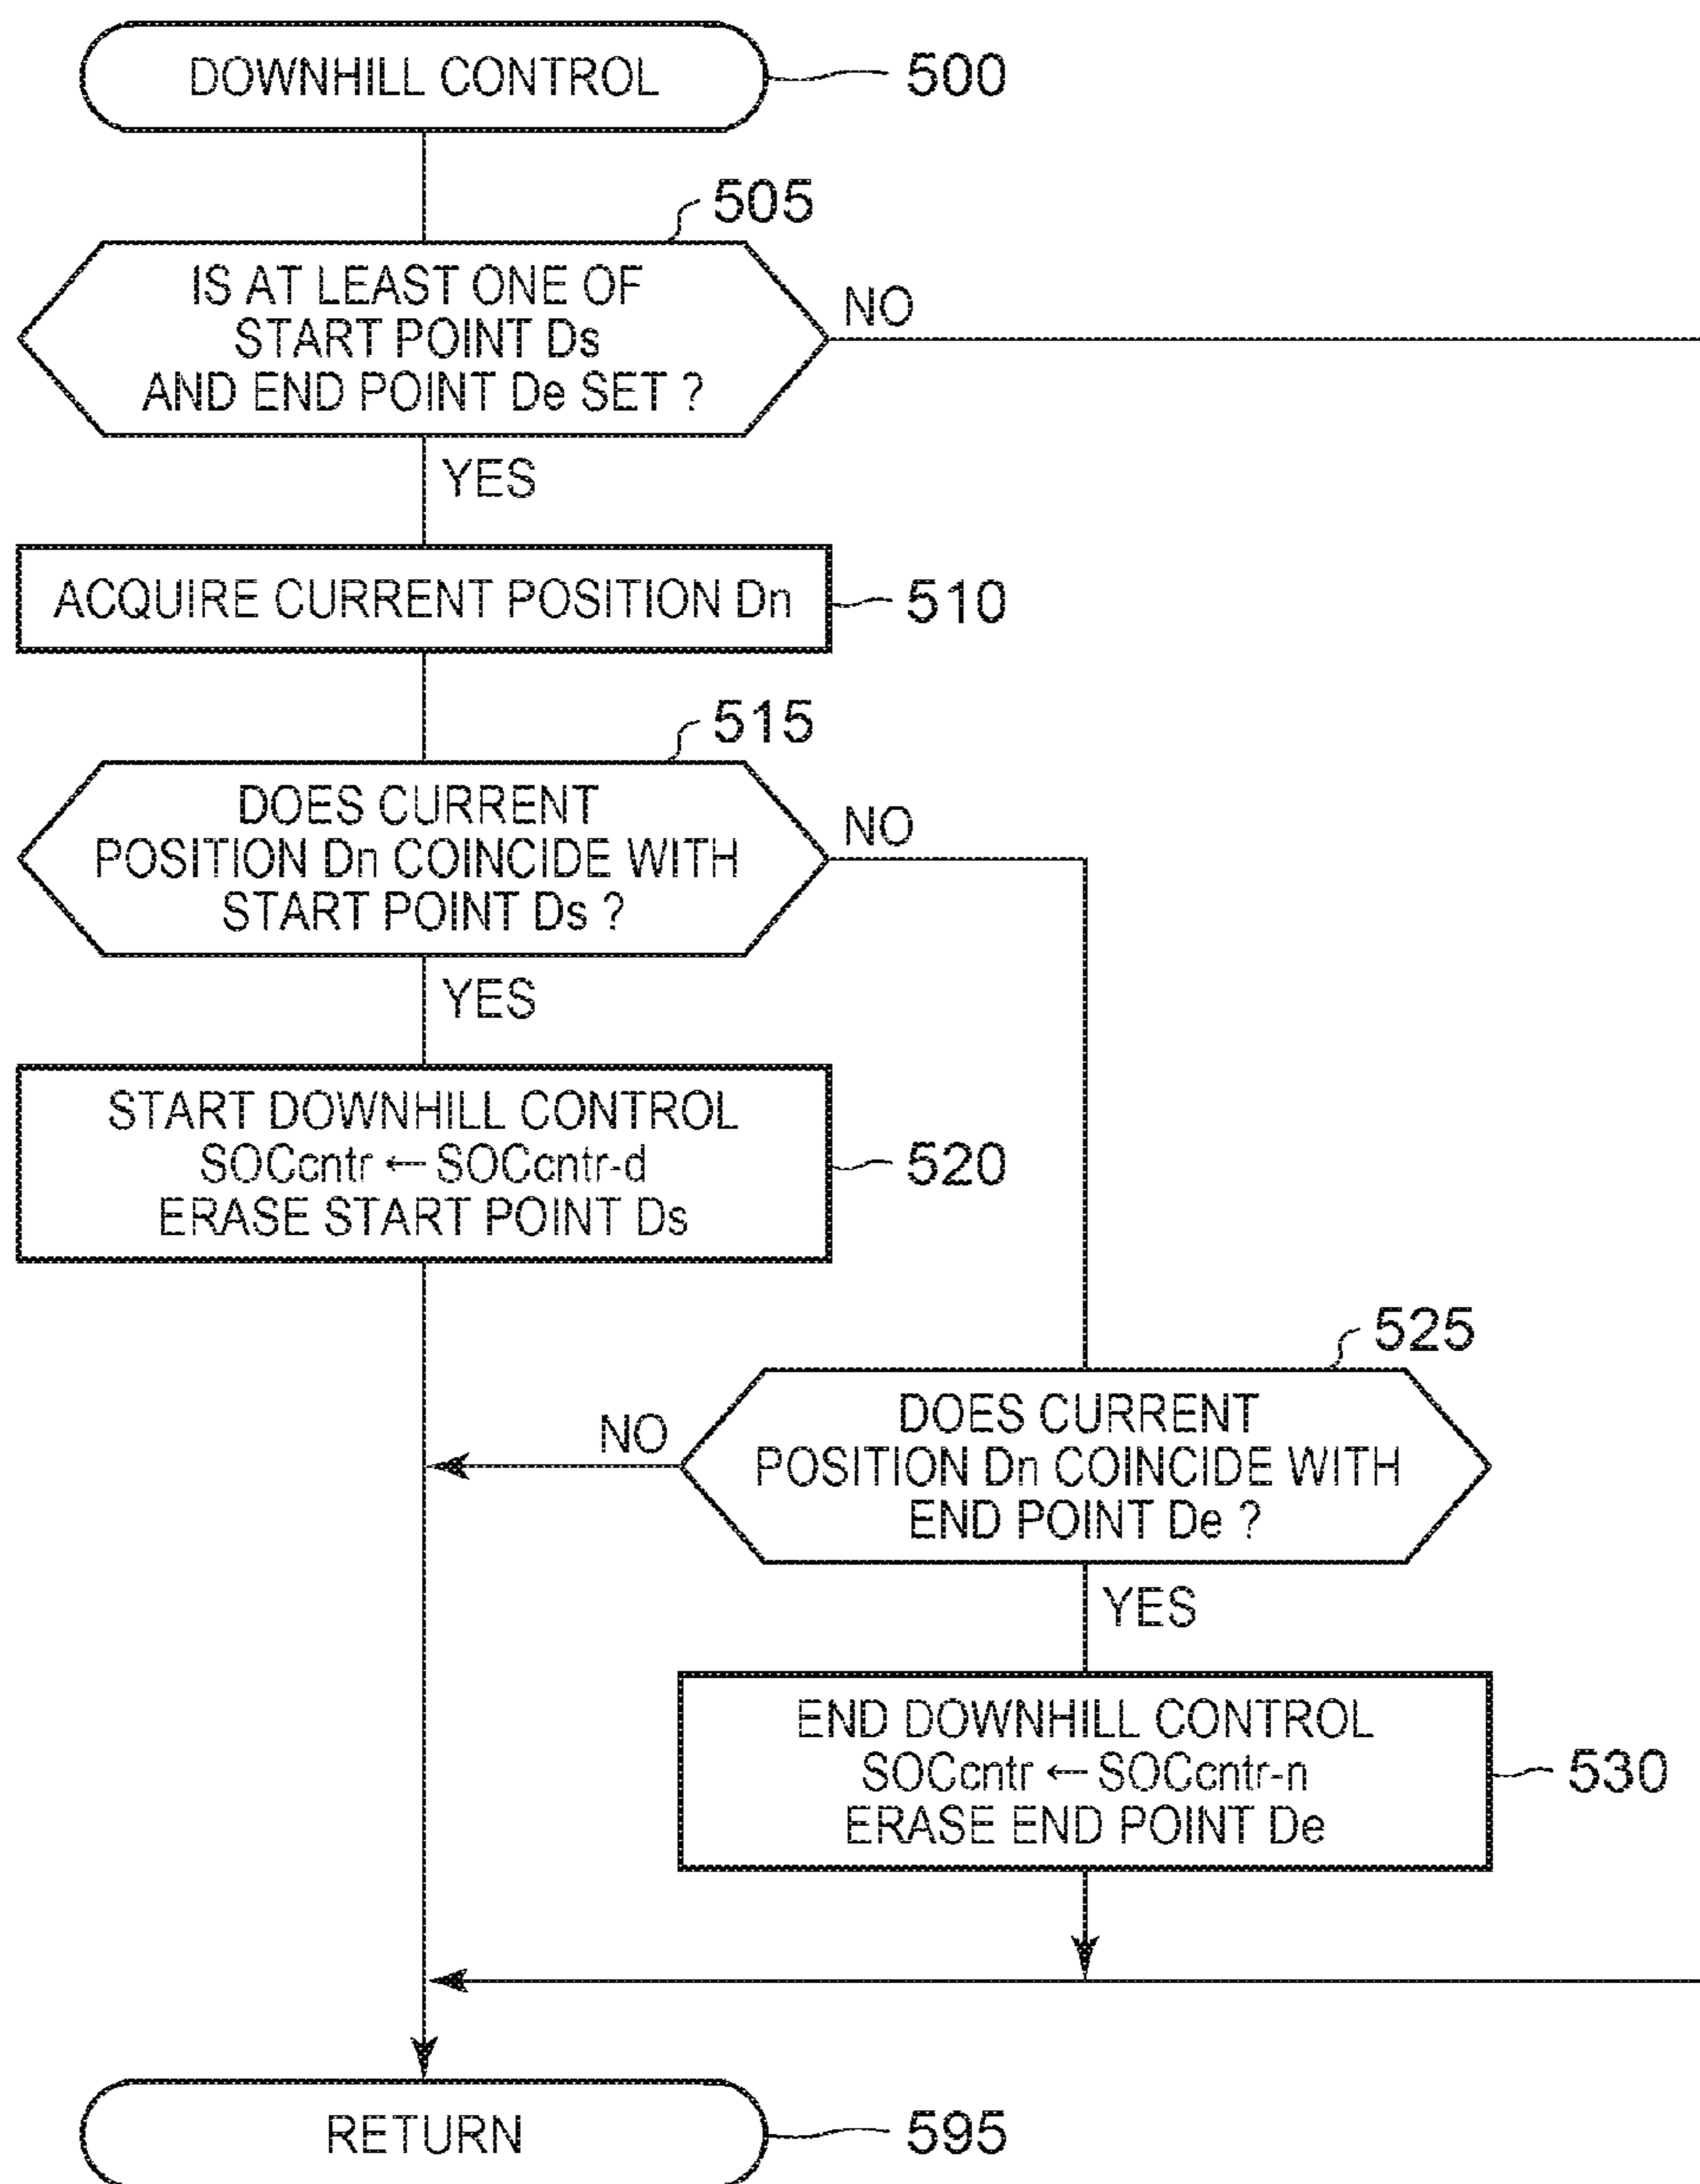 DOWNHILL CONTROL
500
505
IS AT LEAST ONE OF
START POINT Ds
AND END POINT De SET ?
NO
YES
ACQUIRE CURRENT POSITION Dn
510
515
DOES CURRENT
POSITION Dn COINCIDE WITH
START POINT Ds ?
NO
YES
START DOWNHILL CONTROL
SOCcntr ← SOCcntr-d
ERASE START POINT Ds
520
525
DOES CURRENT
POSITION Dn COINCIDE WITH
END POINT De ?
NO
YES
END DOWNHILL CONTROL
SOCcntr ← SOCcntr-n
ERASE END POINT De
530
RETURN
595